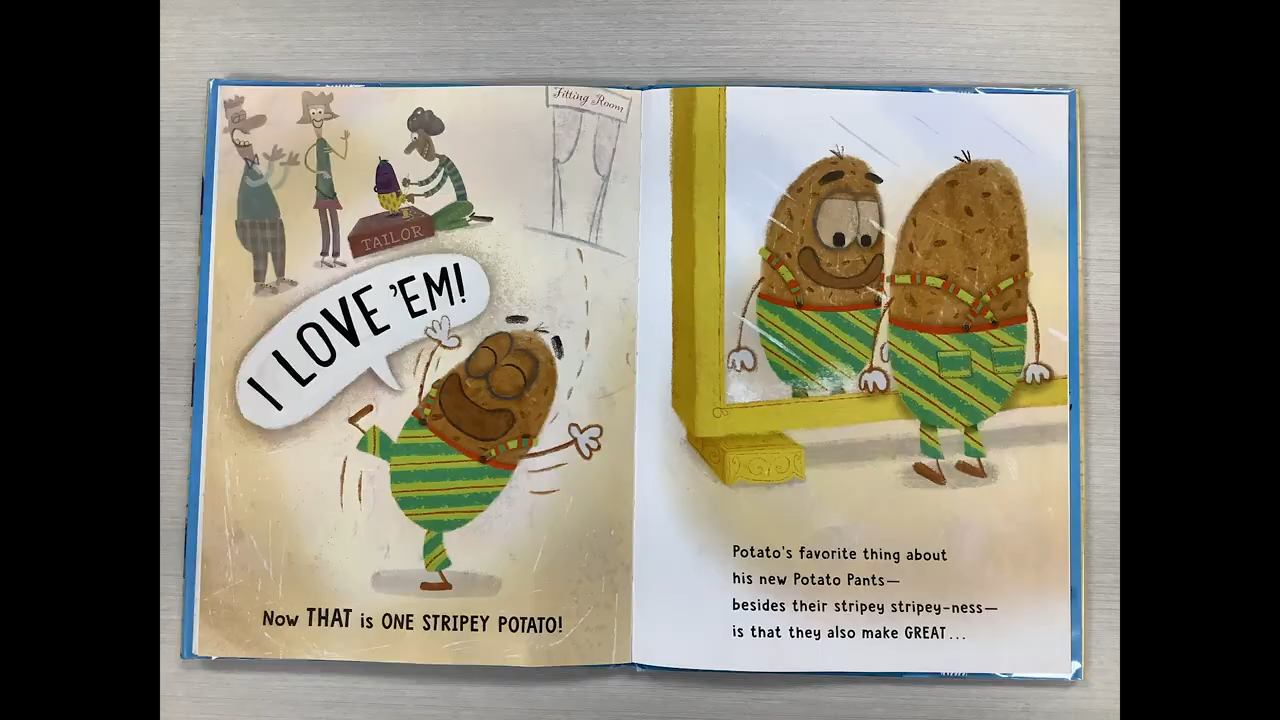 Fitting Room
TAILOR
I LOVE 'EM!
Now THAT is ONE STRIPEY POTATO!
Potato's favorite thing about
his new Potato Pants—
besides their stripey stripey-ness—
is that they also make GREAT...